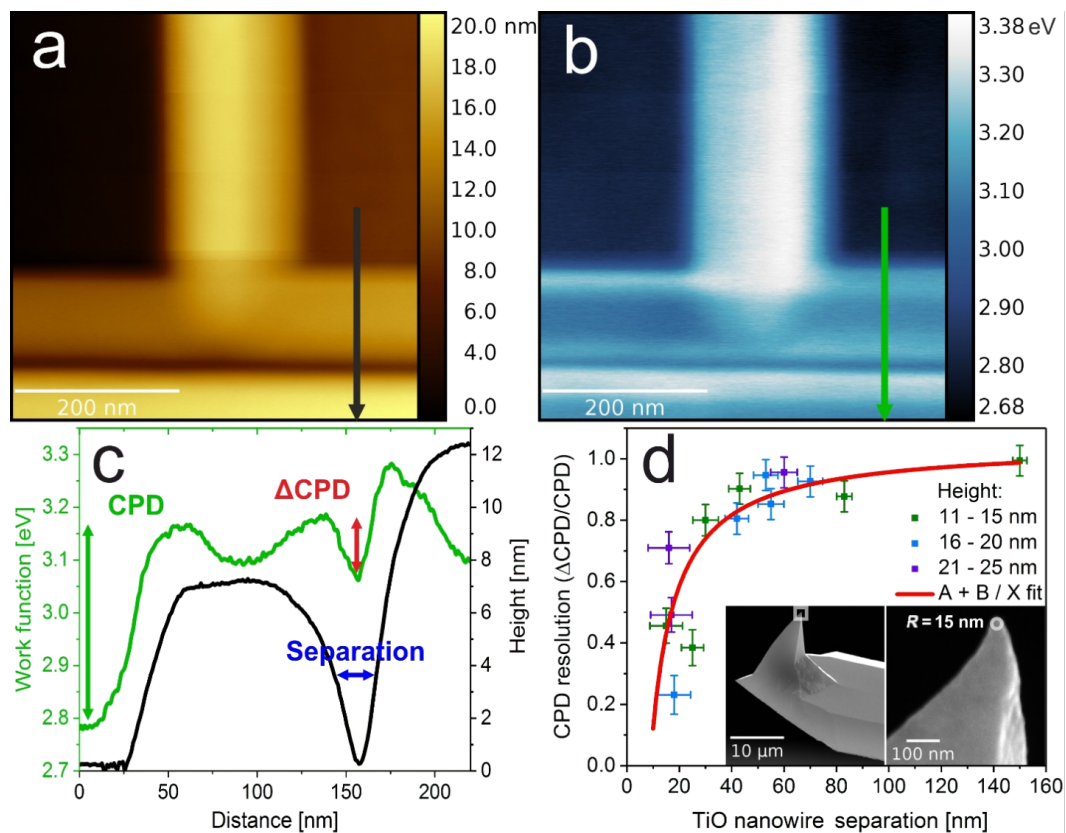 a
20.0 nm
18.0
16.0
14.0
12.0
10.0
8.0
6.0
4.0
0.0
200 nm
b
3.38 eV
3.30
3.20
3.10
3.00
2.90
2.80
2.68
200 nm
c
CPD
ΔCPD
Separation
Work function [eV]
3.3
3.2
3.1
3.0
2.9
2.8
2.7
Height [nm]
12
10
8
6
4
2
0
0
50
100
150
200
Distance [nm]
d
CPD resolution (ΔCPD/CPD)
1.0
0.8
0.6
0.4
0.2
0.0
Height:
11 - 15 nm
16 - 20 nm
21 - 25 nm
A + B / X fit
R = 15 nm
10 μm
100 nm
0
20
40
60
80
100
120
140
160
TiO nanowire separation [nm]